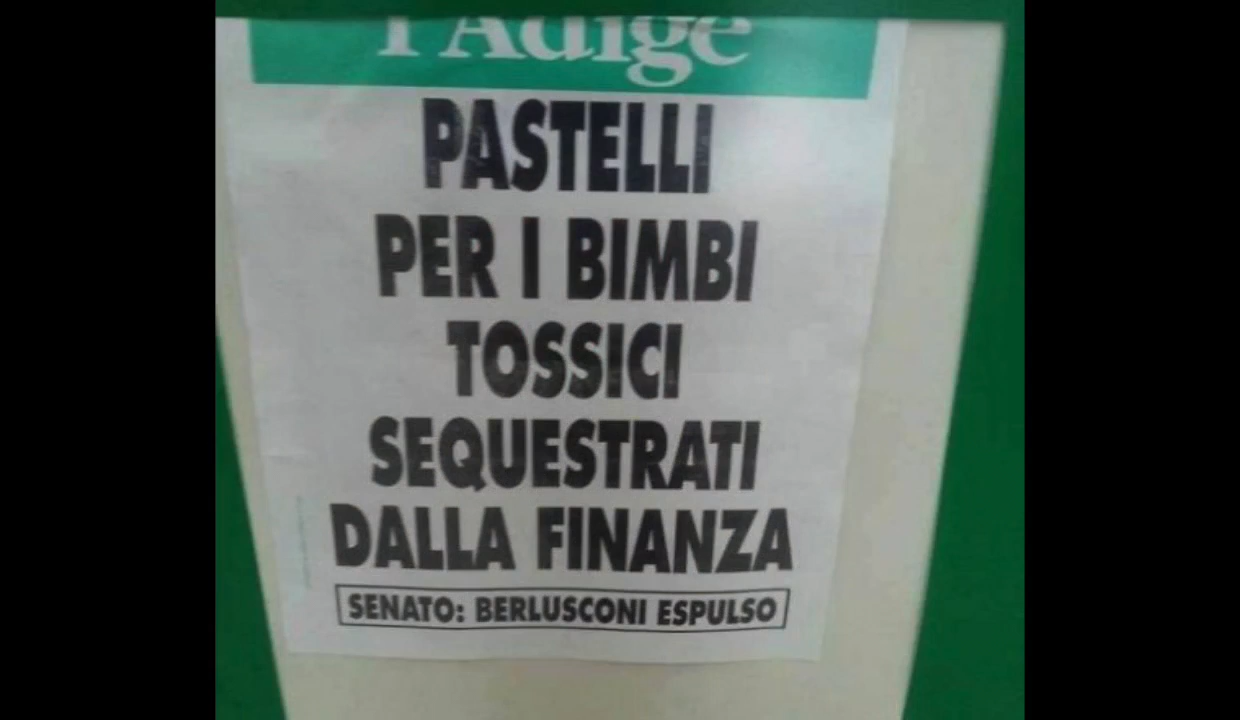 l'Adige
PASTELLI
PER I BIMBI
TOSSICI
SEQUESTRATI
DALLA FINANZA
SENATO: BERLUSCONI ESPULSO